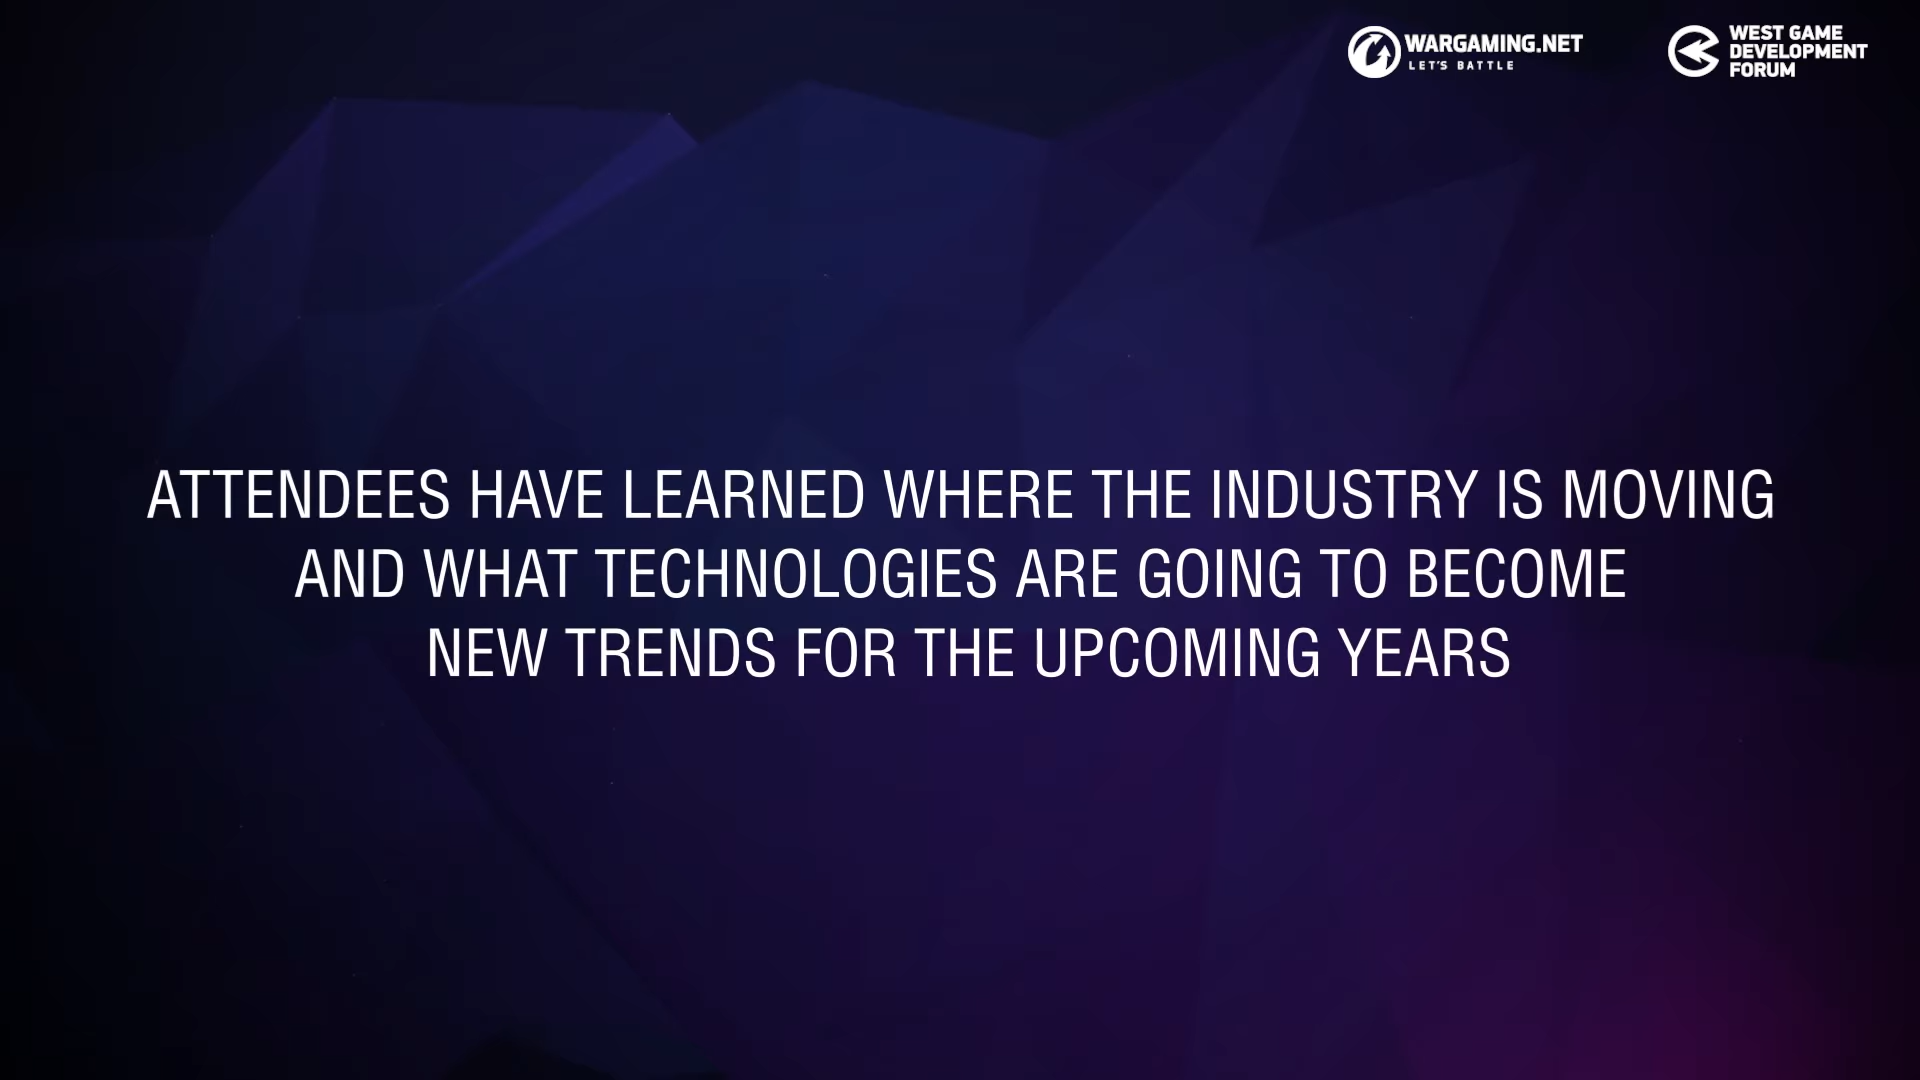 WARGAMING.NET
LET'S BATTLE
WEST GAME
DEVELOPMENT
FORUM
ATTENDEES HAVE LEARNED WHERE THE INDUSTRY IS MOVING
AND WHAT TECHNOLOGIES ARE GOING TO BECOME
NEW TRENDS FOR THE UPCOMING YEARS